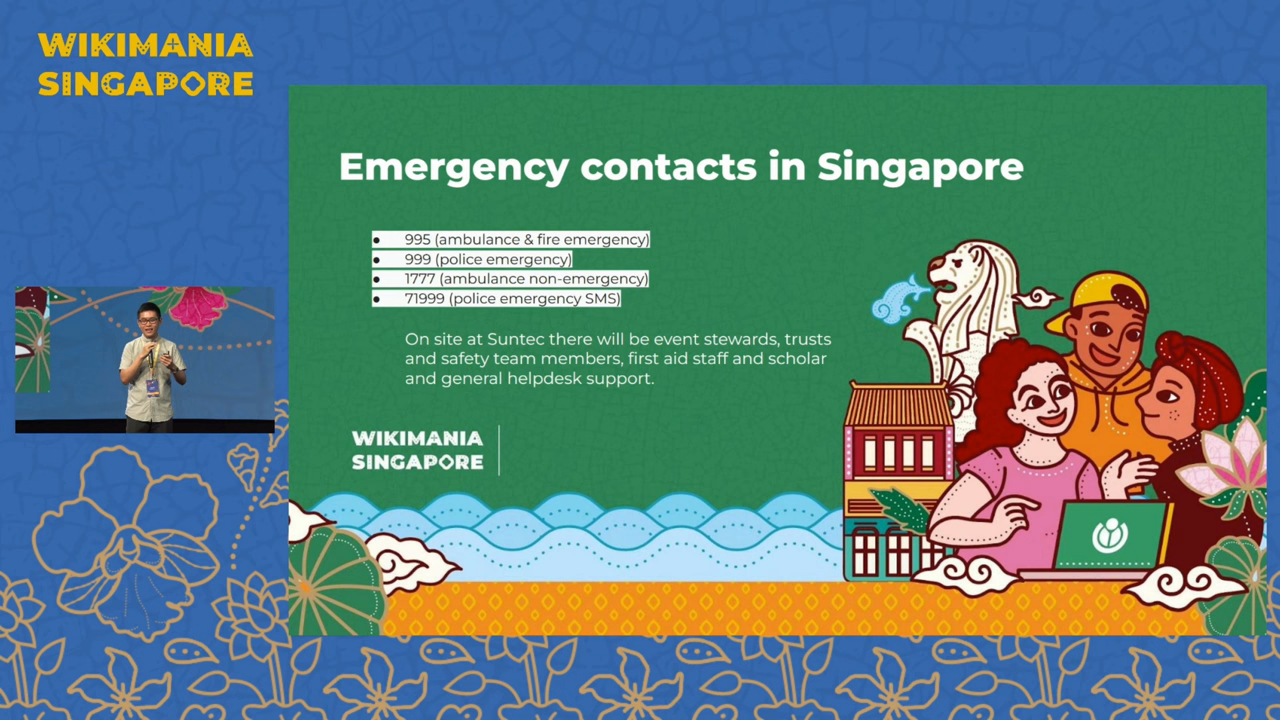 WIKIMANIA
SINGAPORE
Emergency contacts in Singapore
● 995 (ambulance & fire emergency)
● 999 (police emergency)
● 1777 (ambulance non-emergency)
● 71999 (police emergency SMS)
On site at Suntec there will be event stewards, trusts
and safety team members, first aid staff and scholar
and general helpdesk support.
WIKIMANIA
SINGAPORE